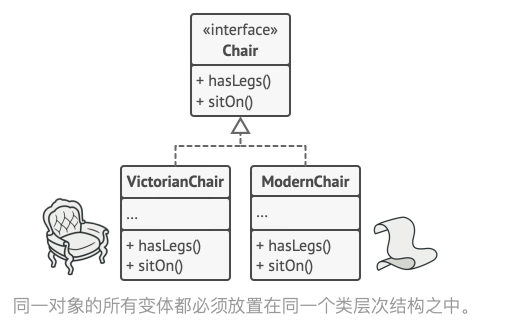 «interface»
Chair
+ hasLegs()
+ sitOn()
VictorianChair
...
+ hasLegs()
+ sitOn()
ModernChair
...
+ hasLegs()
+ sitOn()
同一对象的所有变体都必须放置在同一个类层次结构之中。